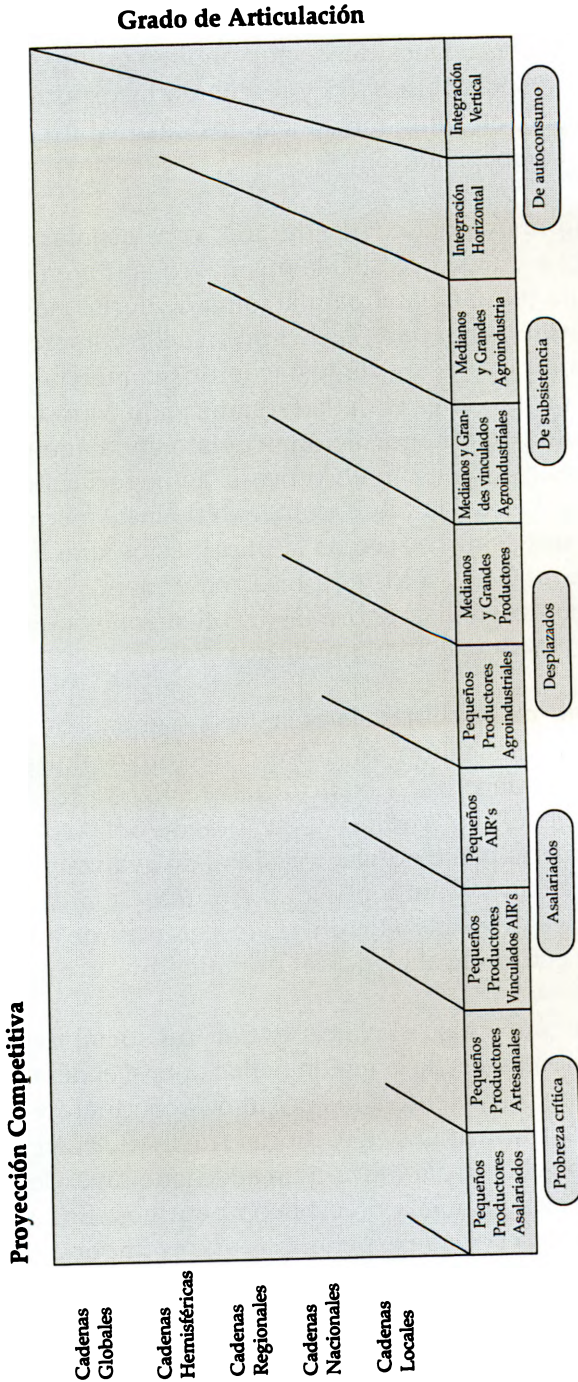 Grado de Articulación
Proyección Competitiva
Cadenas
Globales
Cadenas
Hemisféricas
Cadenas
Regionales
Cadenas
Nacionales
Cadenas
Locales
Pequeños
Productores
Asalariados
Pequeños
Productores
Artesanales
Pequeños
Productores
Vinculados AIR's
Pequeños
AIR's
Pequeños
Productores
Agroindustriales
Medianos
y Grandes
Productores
Medianos y Gran-
des vinculados
Agroindustriales
Medianos
y Grandes
Agroindustria
Integración
Horizontal
Integración
Vertical
Probreza crítica
Asalariados
Desplazados
De subsistencia
De autoconsumo